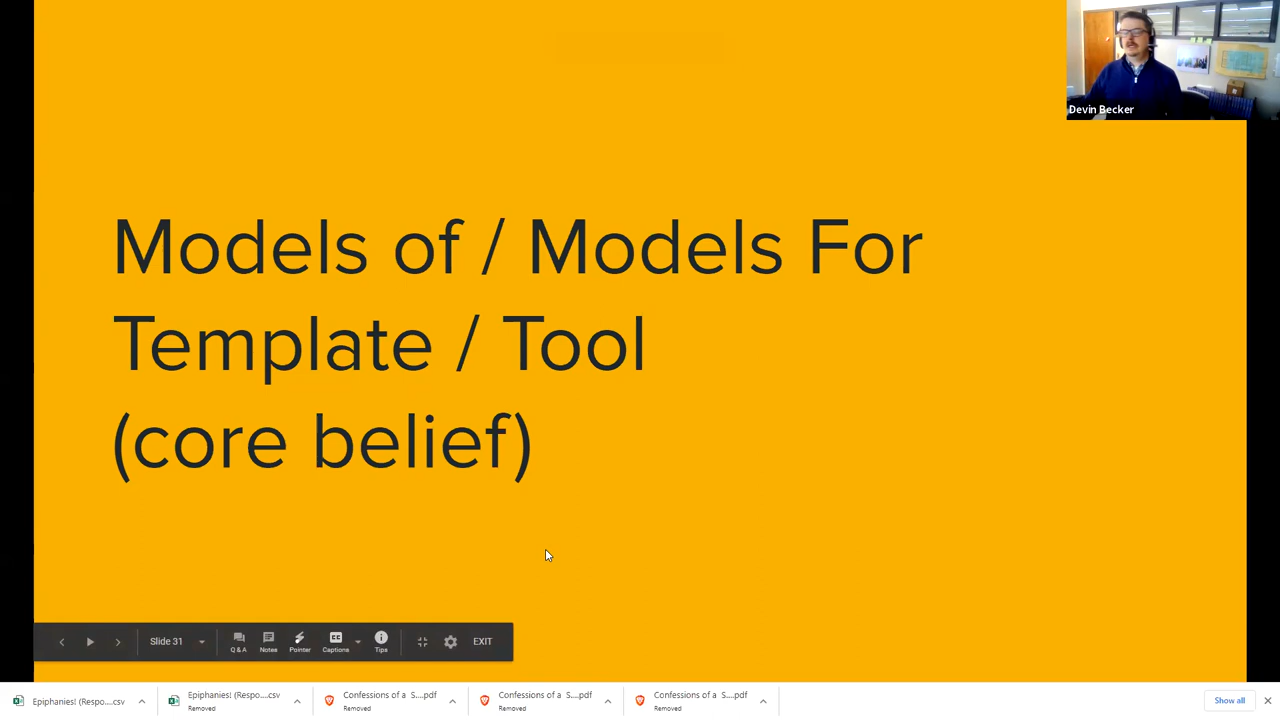 Devin Becker
Models of / Models For
Template / Tool
(core belief)
Slide 31
Q & A
Notes
Pointer
CC
Captions
Tips
EXIT
Epiphanies! (Respo....csv
Epiphanies! (Respo....csv
Removed
Confessions of a S....pdf
Removed
Confessions of a S....pdf
Removed
Confessions of a S....pdf
Removed
Show all